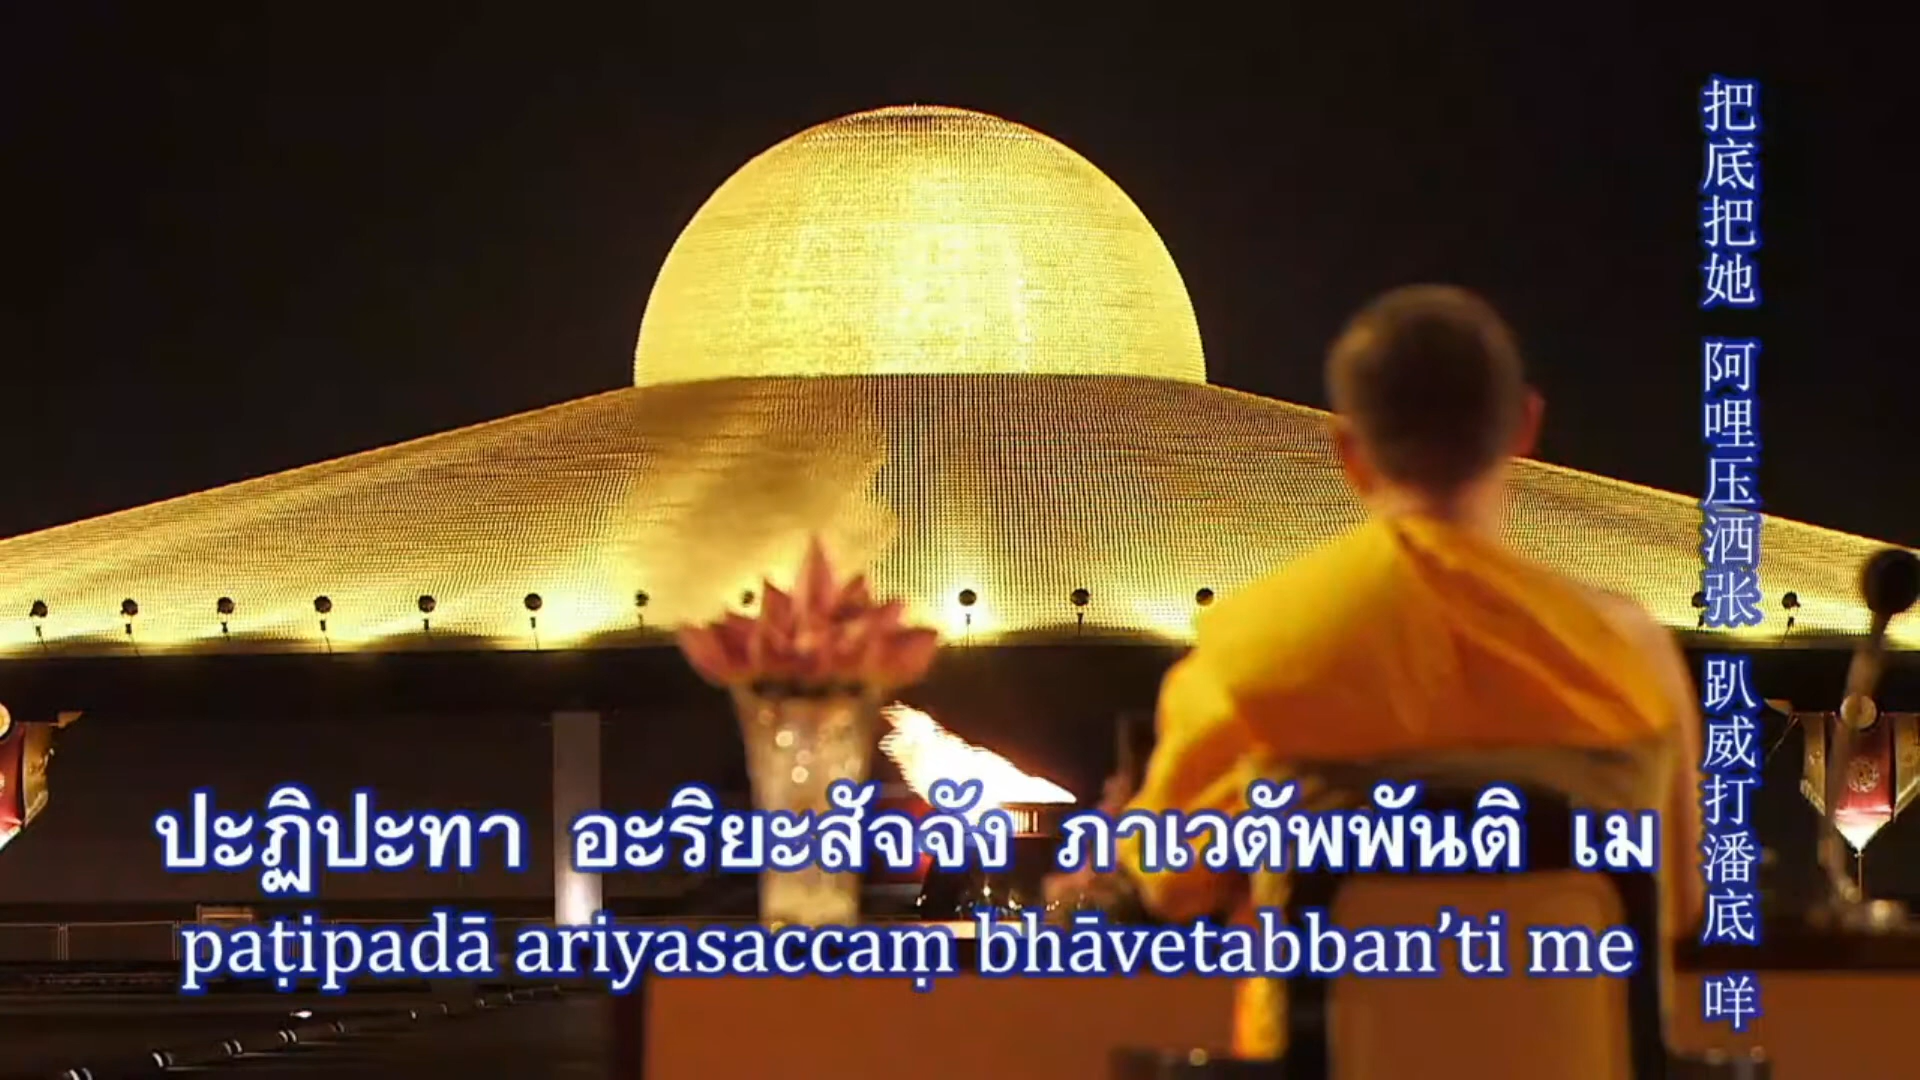 ปะฏิปะทา อะริยะสัจจัง ภาเวตัพพันติ เม
paṭipadā ariyasaccaṃ bhāvetabban’ti me
把底把她 阿哩压洒张 趴威打潘底 咩